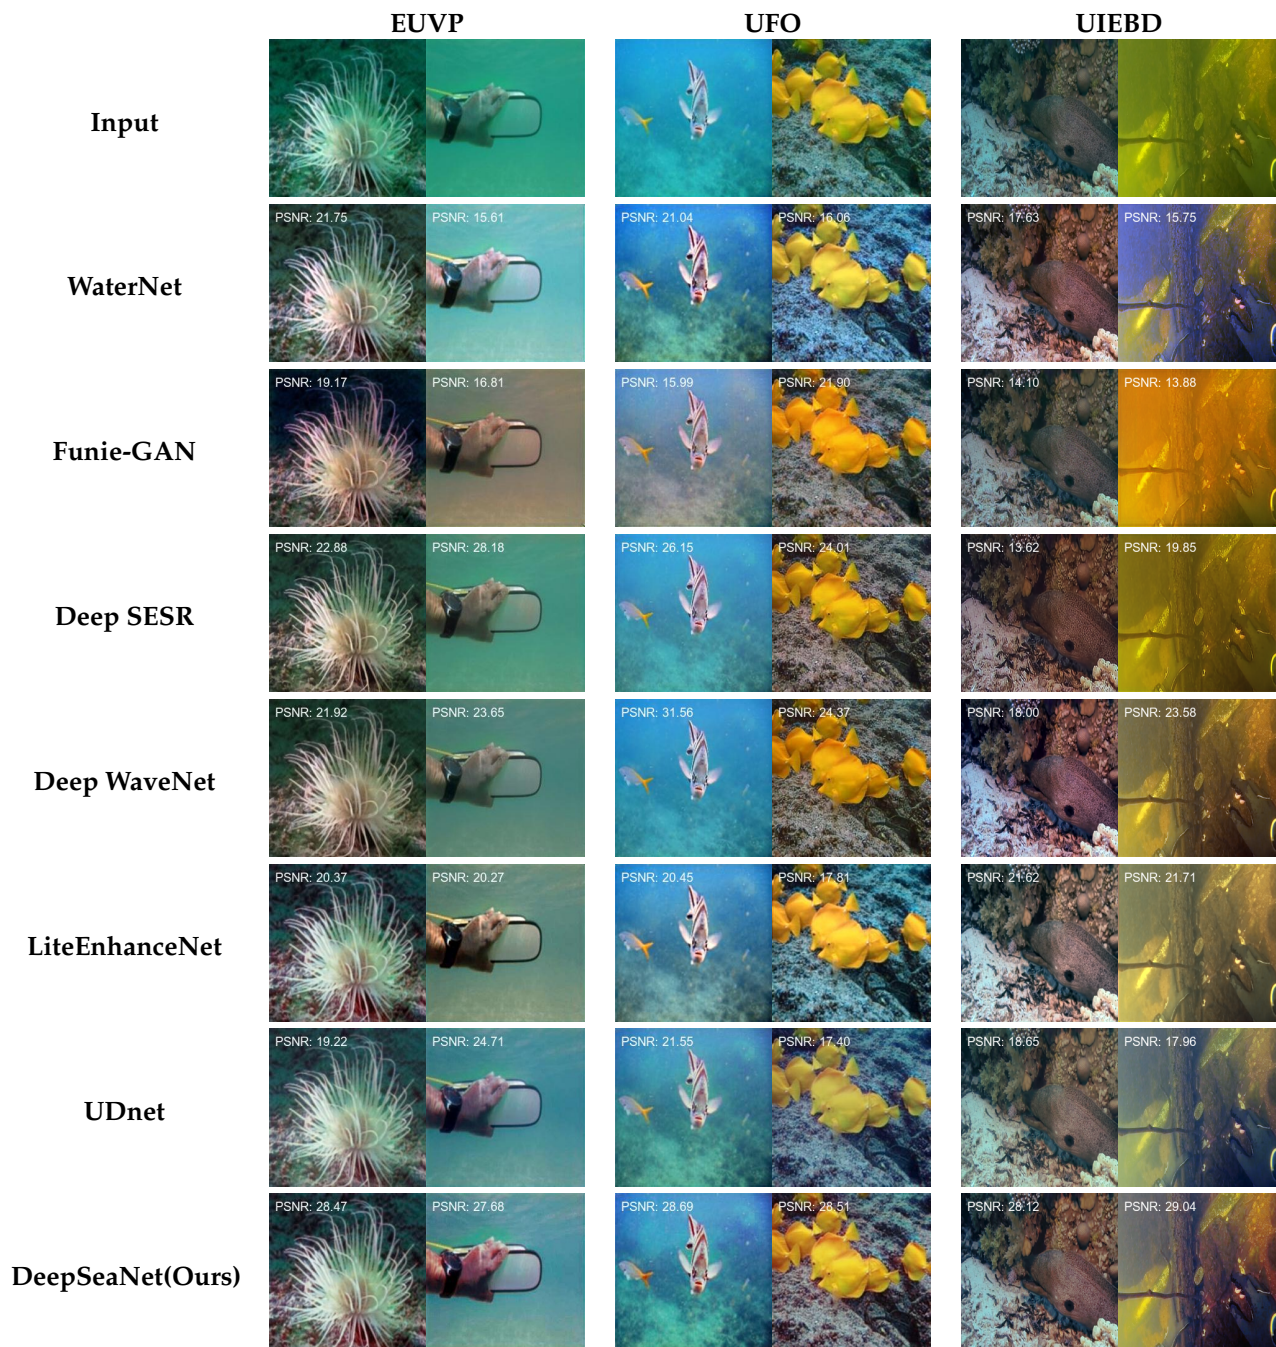 EUVP UFO UIEBD
Input
PSNR: 21.75 PSNR: 15.61 PSNR: 21.04 PSNR: 16.06 PSNR: 17.63 PSNR: 15.75
WaterNet
PSNR: 19.17 PSNR: 16.81 PSNR: 15.99 PSNR: 21.90 PSNR: 14.10 PSNR: 13.88
Funie-GAN
PSNR: 22.88 PSNR: 28.18 PSNR: 26.15 PSNR: 24.01 PSNR: 13.62 PSNR: 19.85
Deep SESR
PSNR: 21.92 PSNR: 23.65 PSNR: 31.56 PSNR: 24.37 PSNR: 18.00 PSNR: 23.58
Deep WaveNet
PSNR: 20.37 PSNR: 20.27 PSNR: 20.45 PSNR: 17.81 PSNR: 21.62 PSNR: 21.71
LiteEnhanceNet
PSNR: 19.22 PSNR: 24.71 PSNR: 21.55 PSNR: 17.40 PSNR: 18.65 PSNR: 17.96
UDnet
PSNR: 28.47 PSNR: 27.68 PSNR: 28.69 PSNR: 28.51 PSNR: 28.12 PSNR: 29.04
DeepSeaNet(Ours)